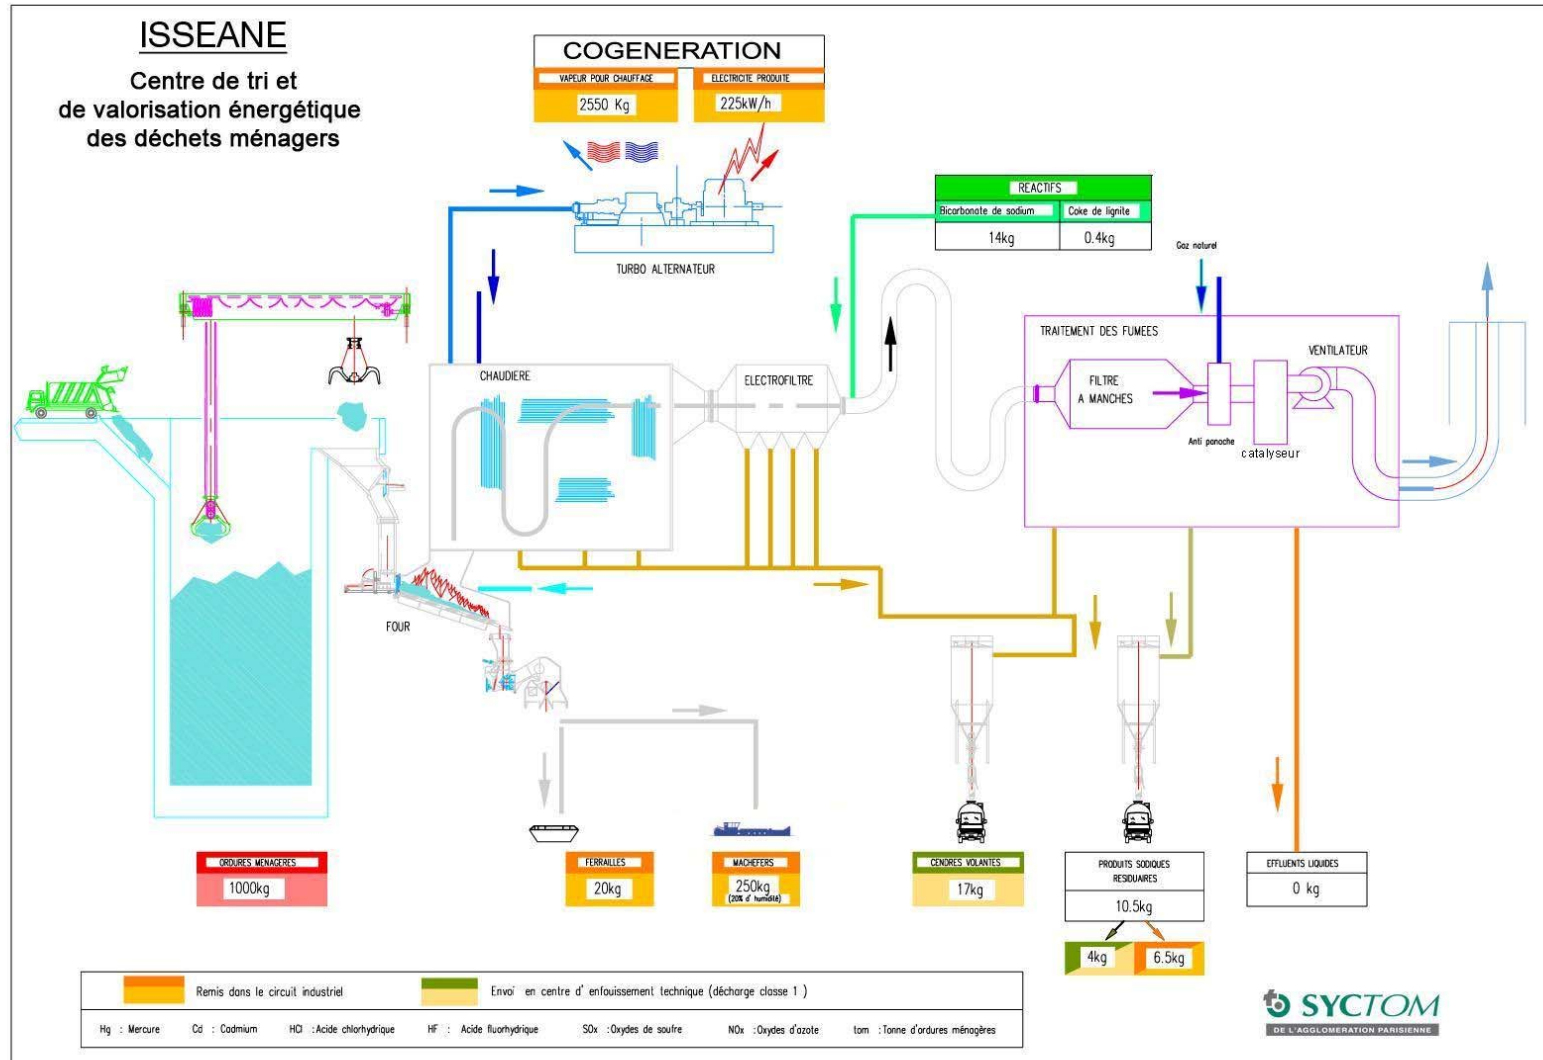 ISSEANE
Centre de tri et
de valorisation énergétique
des déchets ménagers
COGENERATION
VAPEUR POUR CHAUFFAGE
ELECTRICITE PRODUITE
2550 Kg
225kW/h
TURBO ALTERNATEUR
REACTIFS
Bicarbonate de sodium
Coke de lignite
14kg
0.4kg
Gaz naturel
CHAUDIERE
ELECTROFILTRE
TRAITEMENT DES FUMEES
FILTRE
A MANCHES
VENTILATEUR
Anti panache
catalyseur
FOUR
ORDURES MENAGERES
1000kg
FERRAILLES
20kg
MACHEFERS
250kg
(20% d' humidité)
CENDRES VOLANTES
17kg
PRODUITS SODIQUES
RESIDUAIRES
10.5kg
4kg
6.5kg
EFFLUENTS LIQUIDES
0 kg
Remis dans le circuit industriel
Envoi en centre d' enfouissement technique (décharge classe 1 )
Hg : Mercure
Cd : Cadmium
HCl :Acide chlorhydrique
HF : Acide fluorhydrique
SOx :Oxydes de soufre
NOx :Oxydes d'azote
tom :Tonne d'ordures ménagères
SYCTOM
DE L'AGGLOMERATION PARISIENNE